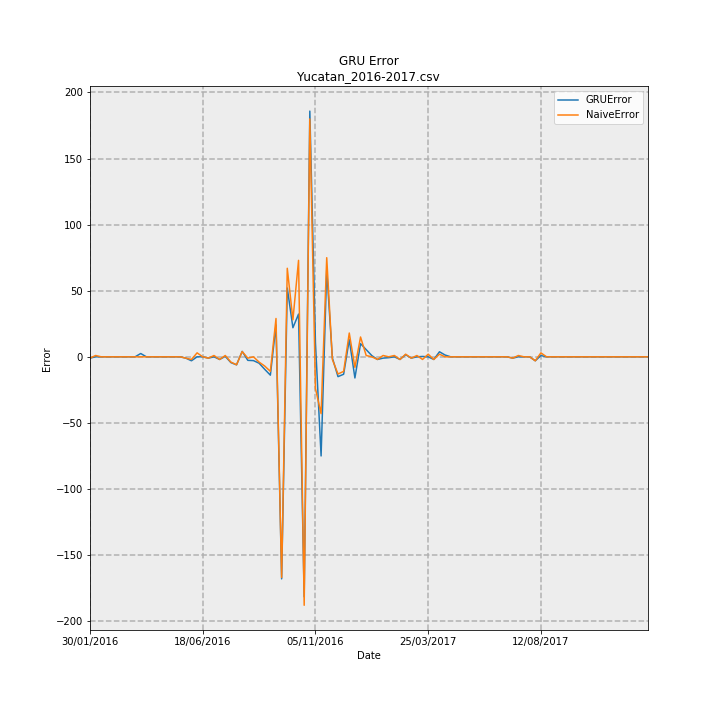 GRU Error
Yucatan_2016-2017.csv
GRUError
NaiveError
200
150
100
50
0
−50
−100
−150
−200
Error
30/01/2016
18/06/2016
05/11/2016
25/03/2017
12/08/2017
Date